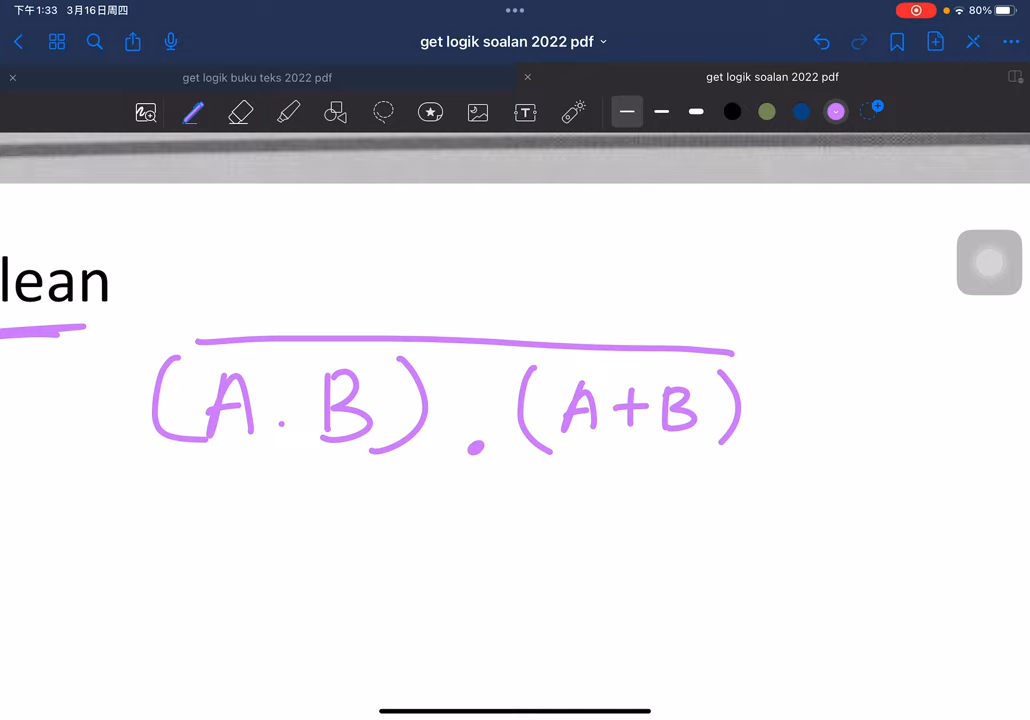 下午1:33 3月16日周四 80%
get logik soalan 2022 pdf
get logik buku teks 2022 pdf get logik soalan 2022 pdf
T
lean
(A . B) . (A+B)